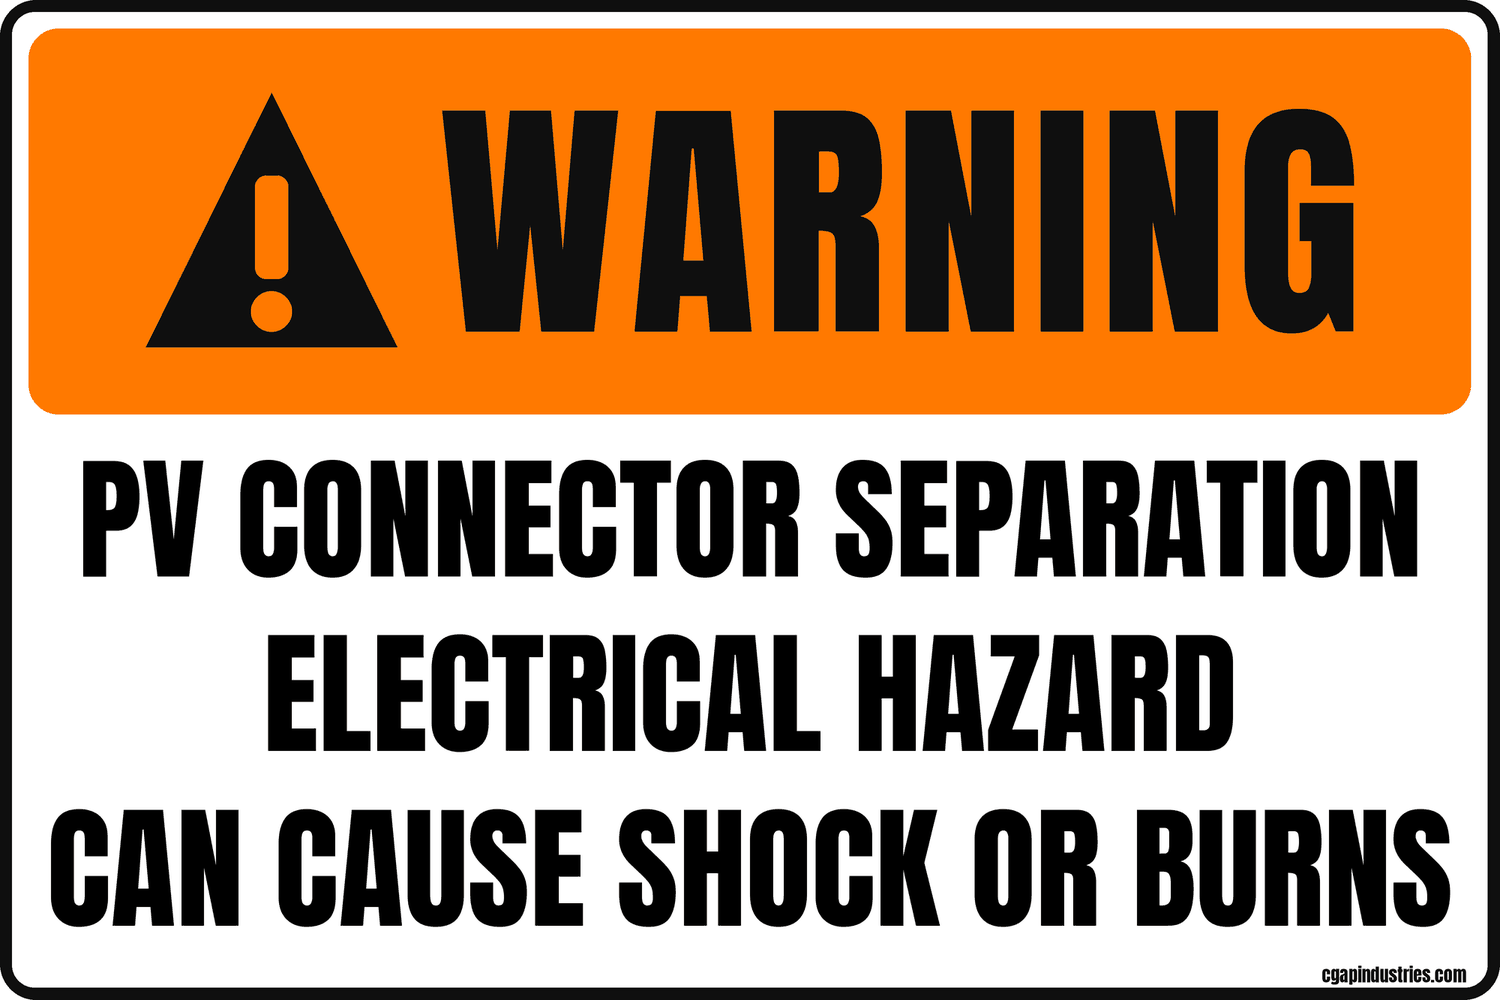 WARNING
PV CONNECTOR SEPARATION
ELECTRICAL HAZARD
CAN CAUSE SHOCK OR BURNS
cgapindustries.com